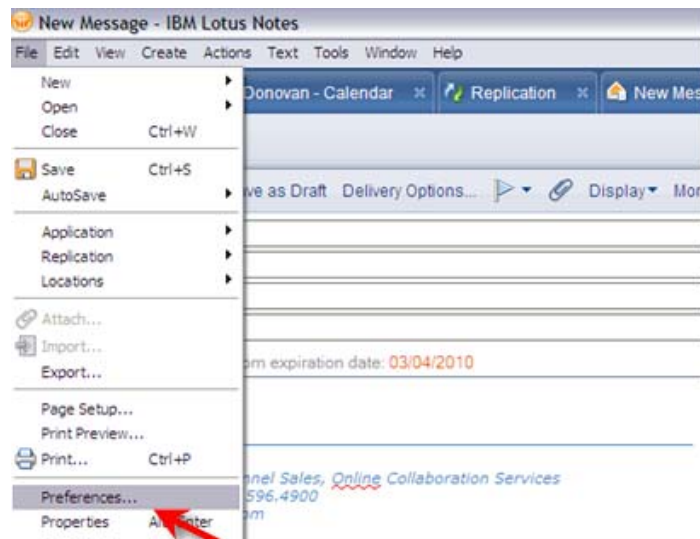 New Message - IBM Lotus Notes
File Edit View Create Actions Text Tools Window Help
New
Open
Close Ctrl+W
Save Ctrl+S
AutoSave
Application
Replication
Locations
Attach...
Import...
Export...
Page Setup...
Print Preview...
Print... Ctrl+P
Preferences...
Properties
Donovan - Calendar Replication New Mes
ve as Draft Delivery Options... Display Mor
om expiration date: 03/04/2010
nnel Sales, Online Collaboration Services
596.4900
om